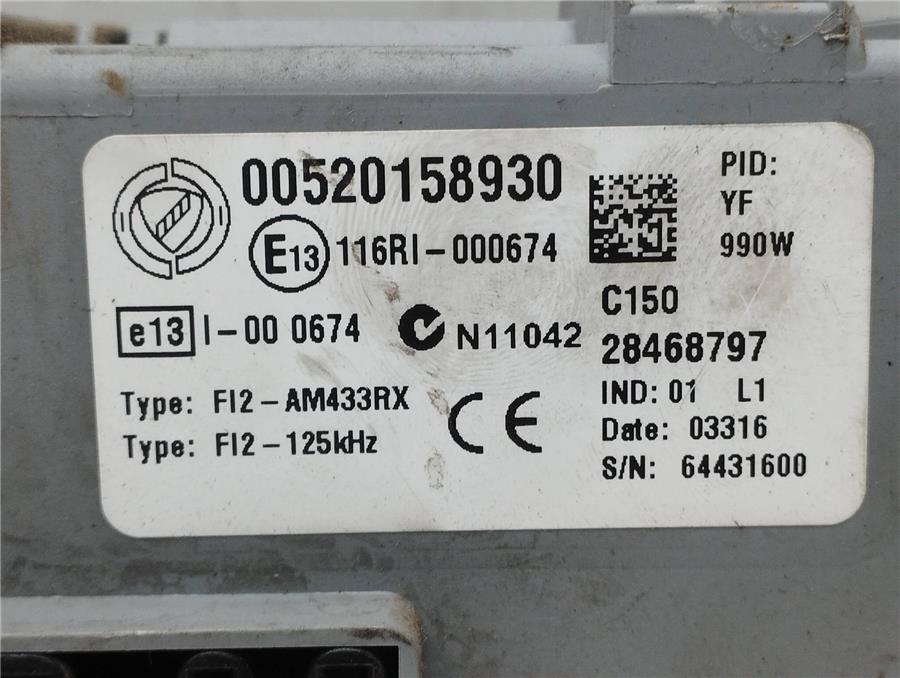 00520158930
E13 116RI-000674
e13 I-00 0674
N11042
Type: FI2-AM433RX
Type: FI2-125kHz
CE
PID:
YF
990W
C150
28468797
IND: 01 L1
Date: 03316
S/N: 64431600